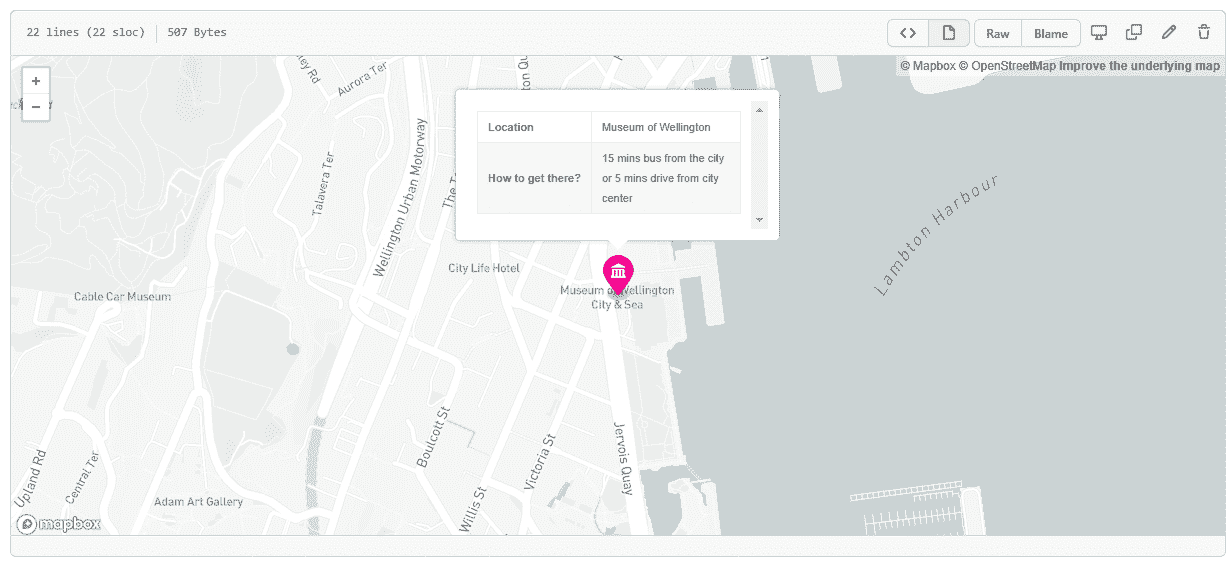 22 lines (22 sloc) 507 Bytes
Raw Blame
+
−
© Mapbox © OpenStreetMap Improve the underlying map
Aurora Ter
Location Museum of Wellington
How to get there? 15 mins bus from the city
or 5 mins drive from city
center
Talavera Ter
Wellington Urban Motorway
Lambton Harbour
City Life Hotel
Cable Car Museum
Museum of Wellington
City & Sea
Boulcott St
Victoria St
Jervois Quay
Upland Rd
Central Ter
Willis St
Adam Art Gallery
mapbox